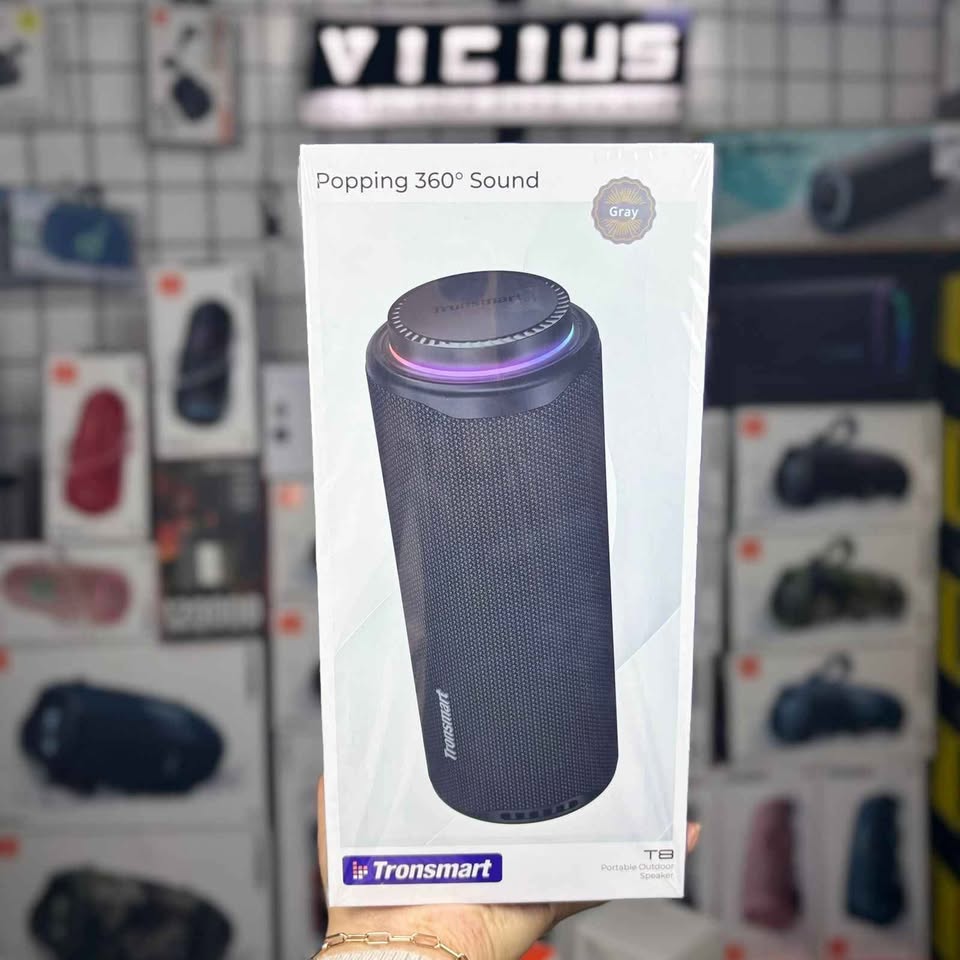 VICIUS
Popping 360° Sound
Gray
Tronsmart
Tronsmart
Tronsmart
T8
Portable Outdoor
Speaker